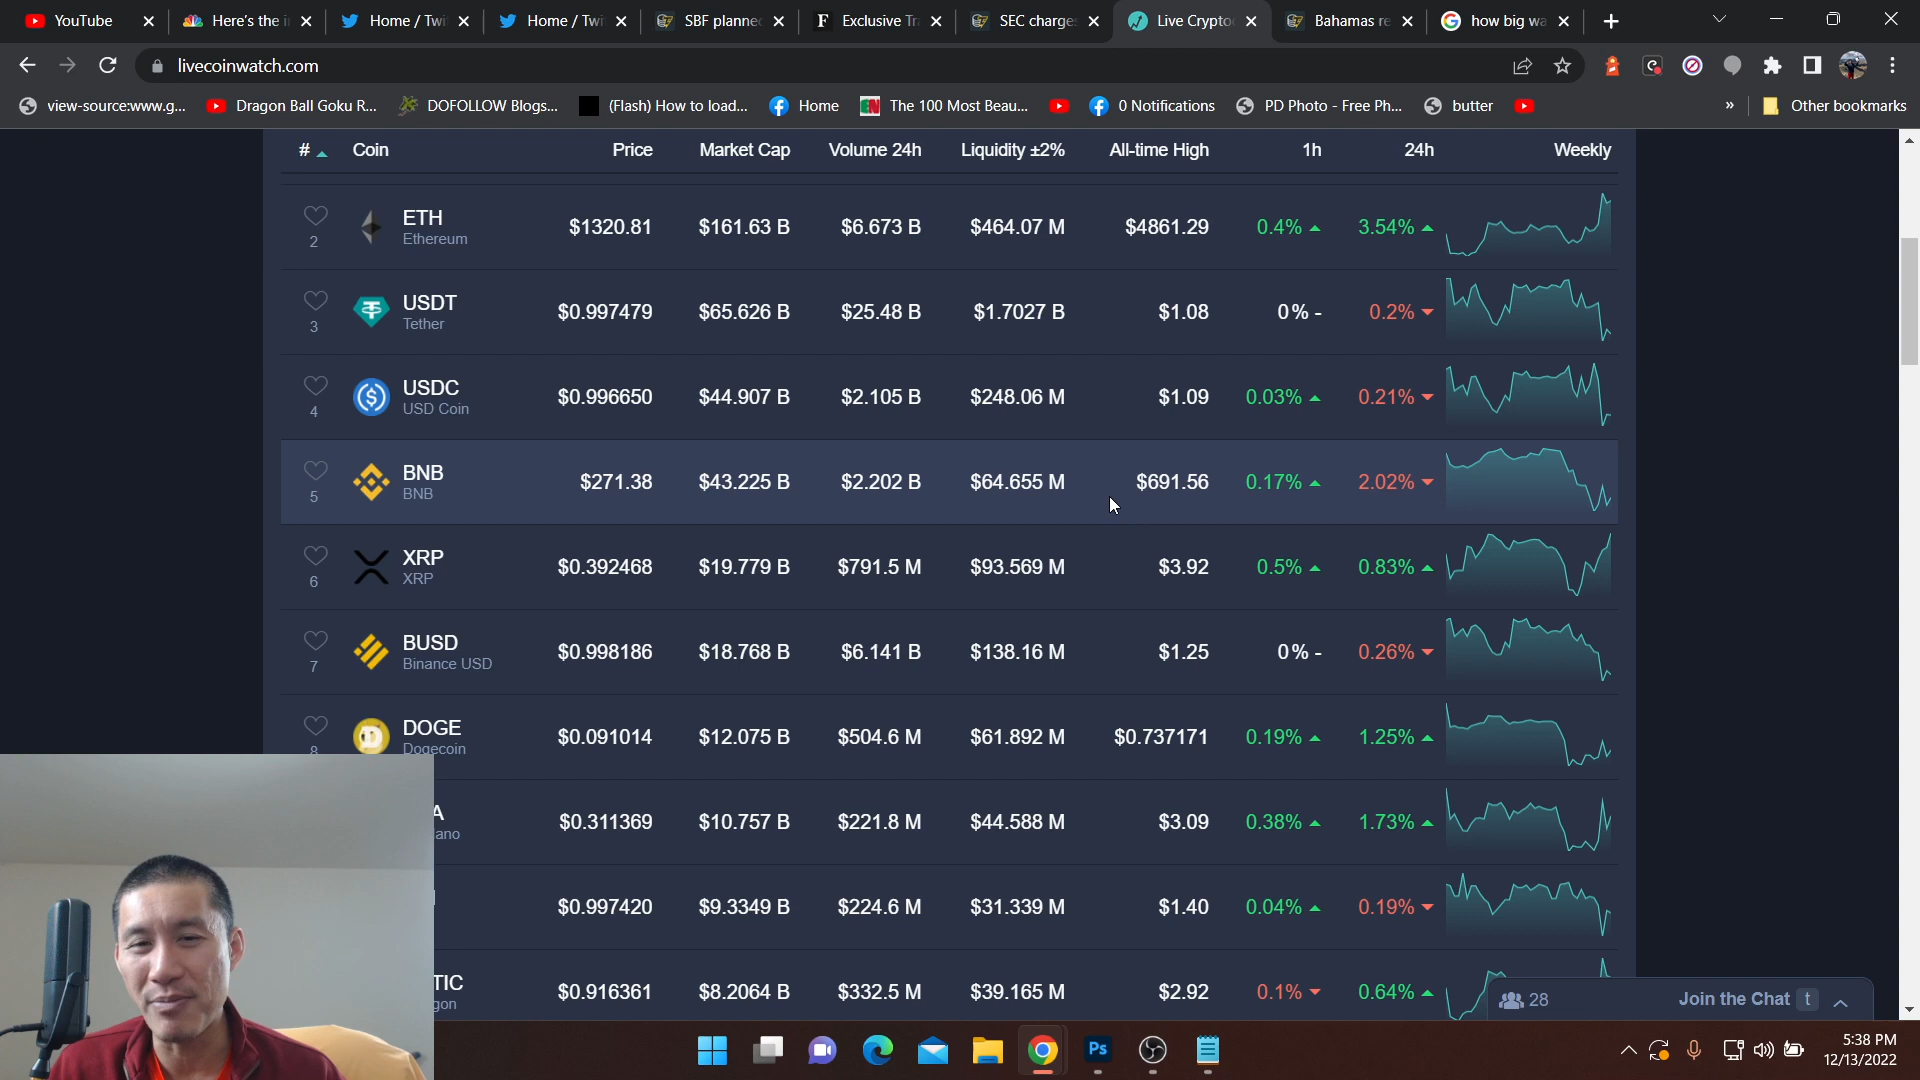 YouTube
Here's the i
Home / Twi
Home / Twi
SBF planne
Exclusive Tr
SEC charges
Live Crypto
Bahamas re
how big wa
livecoinwatch.com
view-source:www.g...
Dragon Ball Goku R...
DOFOLLOW Blogs...
(Flash) How to load...
Home
The 100 Most Beau...
0 Notifications
PD Photo - Free Ph...
butter
»
Other bookmarks
# Coin Price Market Cap Volume 24h Liquidity ±2% All-time High 1h 24h Weekly
ETH $1320.81 $161.63 B $6.673 B $464.07 M $4861.29 0.4% 3.54%
2 Ethereum
USDT $0.997479 $65.626 B $25.48 B $1.7027 B $1.08 0% - 0.2%
3 Tether
USDC $0.996650 $44.907 B $2.105 B $248.06 M $1.09 0.03% 0.21%
4 USD Coin
BNB $271.38 $43.225 B $2.202 B $64.655 M $691.56 0.17% 2.02%
5 BNB
XRP $0.392468 $19.779 B $791.5 M $93.569 M $3.92 0.5% 0.83%
6 XRP
BUSD $0.998186 $18.768 B $6.141 B $138.16 M $1.25 0% - 0.26%
7 Binance USD
DOGE $0.091014 $12.075 B $504.6 M $61.892 M $0.737171 0.19% 1.25%
8 Dogecoin
A $0.311369 $10.757 B $221.8 M $44.588 M $3.09 0.38% 1.73%
ano
$0.997420 $9.3349 B $224.6 M $31.339 M $1.40 0.04% 0.19%
TIC $0.916361 $8.2064 B $332.5 M $39.165 M $2.92 0.1% 0.64%
gon
28 Join the Chat t
Ps
5:38 PM
12/13/2022